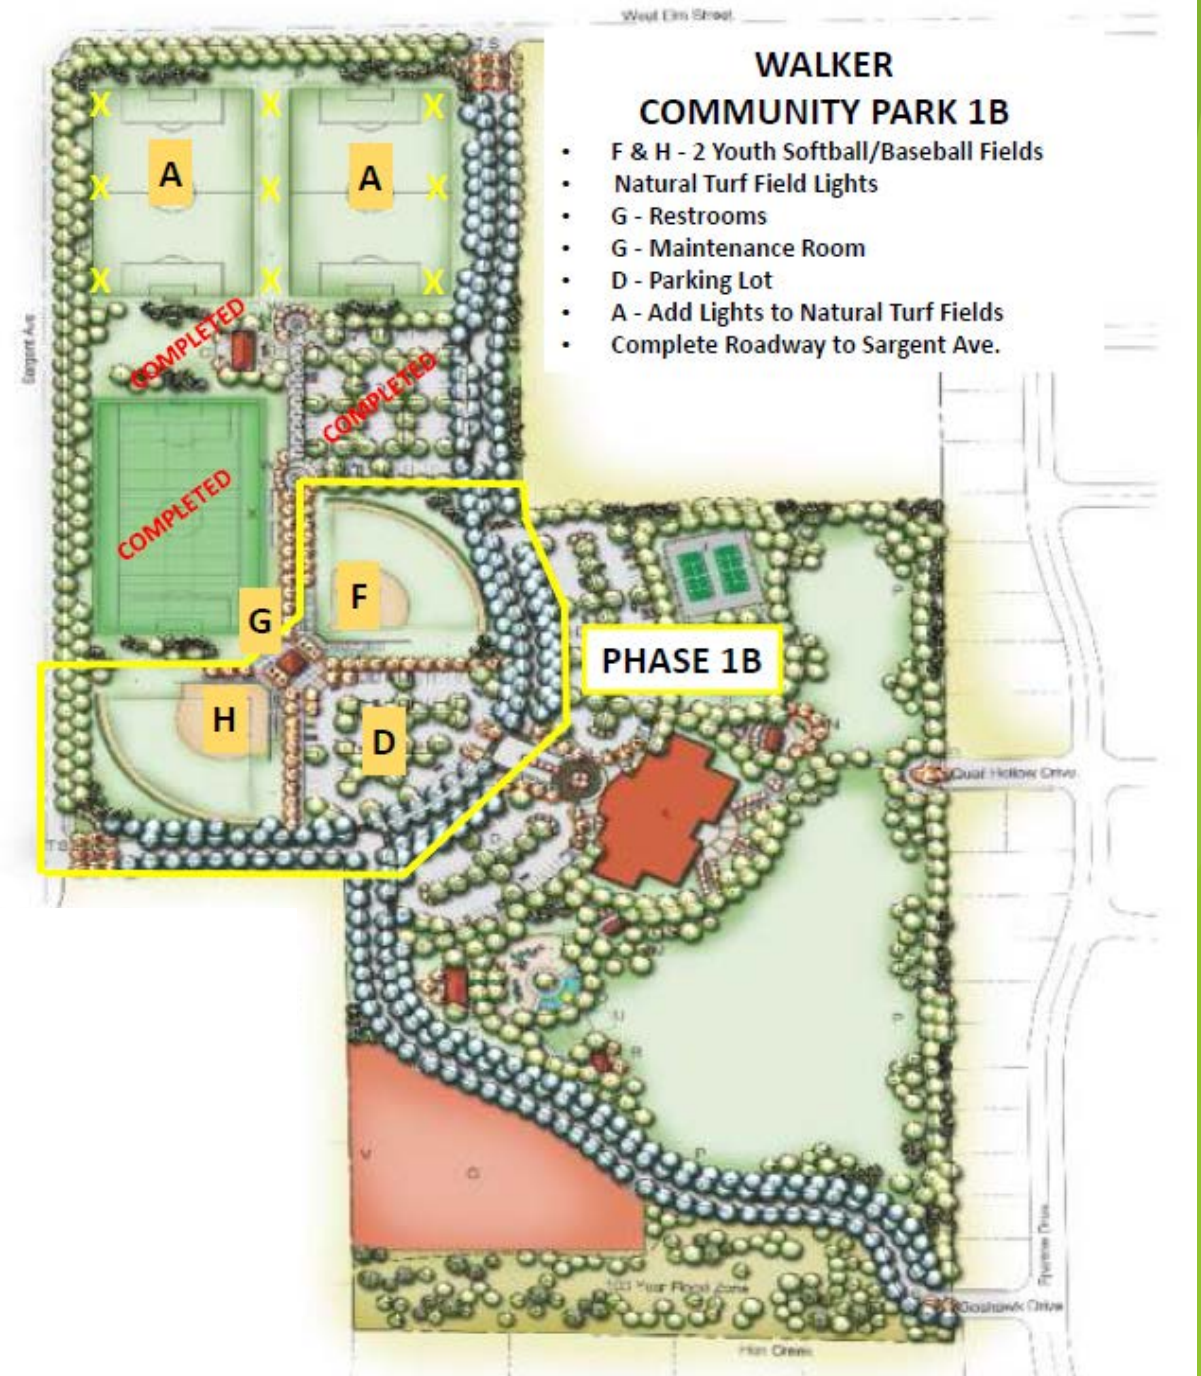 West Elm Street
WALKER
COMMUNITY PARK 1B
• F & H - 2 Youth Softball/Baseball Fields
• Natural Turf Field Lights
• G - Restrooms
• G - Maintenance Room
• D - Parking Lot
• A - Add Lights to Natural Turf Fields
• Complete Roadway to Sargent Ave.
T S
X X X
A A
X X X
X X X
Sargent Ave
COMPLETED
COMPLETED
COMPLETED
F
G
PHASE 1B
H
D
N
Quail Hollow Drive
T S
D
U
R
P
V
O
100 Year Flood Zone
Goshawk Drive